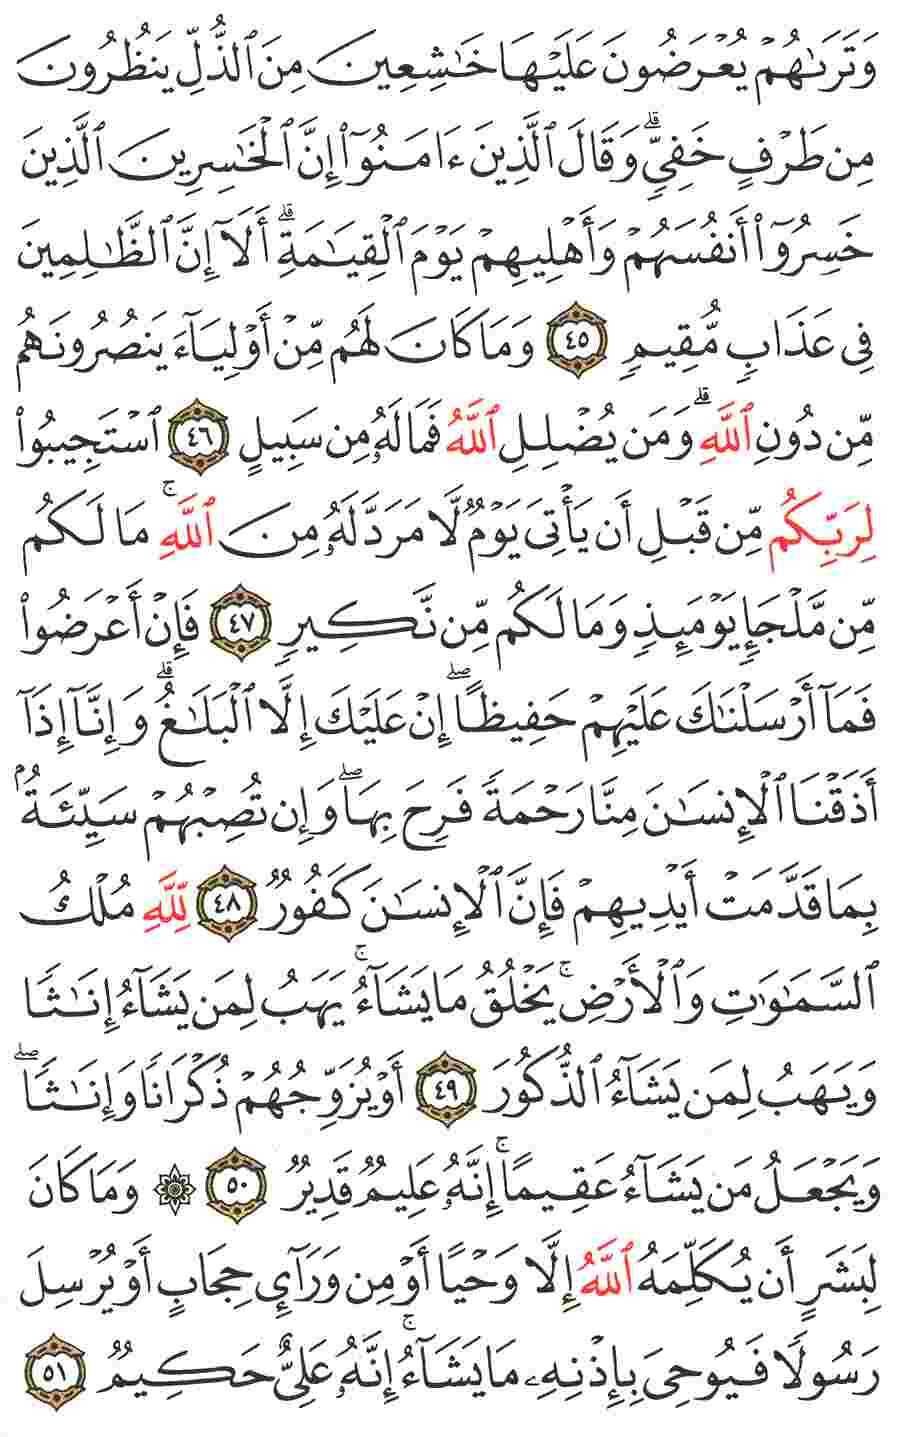 وَتَرَىٰهُمْ يُعْرَضُونَ عَلَيْهَا خَـٰشِعِينَ مِنَ ٱلذُّلِّ يَنظُرُونَ
مِن طَرْفٍ خَفِىٍّ ۗ وَقَالَ ٱلَّذِينَ ءَامَنُوٓا۟ إِنَّ ٱلْخَـٰسِرِينَ ٱلَّذِينَ
خَسِرُوٓا۟ أَنفُسَهُمْ وَأَهْلِيهِمْ يَوْمَ ٱلْقِيَـٰمَةِ ۗ أَلَآ إِنَّ ٱلظَّـٰلِمِينَ
فِى عَذَابٍ مُّقِيمٍ ٤٥ وَمَا كَانَ لَهُم مِّنْ أَوْلِيَآءَ يَنصُرُونَهُم
مِّن دُونِ ٱللَّهِ ۗ وَمَن يُضْلِلِ ٱللَّهُ فَمَا لَهُۥ مِن سَبِيلٍ ٤٦ ٱسْتَجِيبُوا۟
لِرَبِّكُم مِّن قَبْلِ أَن يَأْتِىَ يَوْمٌ لَّا مَرَدَّ لَهُۥ مِنَ ٱللَّهِ ۚ مَا لَكُم
مِّن مَّلْجَإٍ يَوْمَئِذٍ وَمَا لَكُم مِّن نَّكِيرٍ ٤٧ فَإِنْ أَعْرَضُوا۟
فَمَآ أَرْسَلْنَـٰكَ عَلَيْهِمْ حَفِيظًا ۖ إِنْ عَلَيْكَ إِلَّا ٱلْبَلَـٰغُ ۗ وَإِنَّآ إِذَآ
أَذَقْنَا ٱلْإِنسَـٰنَ مِنَّا رَحْمَةً فَرِحَ بِهَا ۖ وَإِن تُصِبْهُمْ سَيِّئَةٌۢ
بِمَا قَدَّمَتْ أَيْدِيهِمْ فَإِنَّ ٱلْإِنسَـٰنَ كَفُورٌ ٤٨ لِّلَّهِ مُلْكُ
ٱلسَّمَـٰوَٰتِ وَٱلْأَرْضِ ۚ يَخْلُقُ مَا يَشَآءُ ۚ يَهَبُ لِمَن يَشَآءُ إِنَـٰثًا
وَيَهَبُ لِمَن يَشَآءُ ٱلذُّكُورَ ٤٩ أَوْ يُزَوِّجُهُمْ ذُكْرَانًا وَإِنَـٰثًا ۖ
وَيَجْعَلُ مَن يَشَآءُ عَقِيمًا ۚ إِنَّهُۥ عَلِيمٌ قَدِيرٌ ٥٠ ۞ وَمَا كَانَ
لِبَشَرٍ أَن يُكَلِّمَهُ ٱللَّهُ إِلَّا وَحْيًا أَوْ مِن وَرَآئِ حِجَابٍ أَوْ يُرْسِلَ
رَسُولًا فَيُوحِىَ بِإِذْنِهِۦ مَا يَشَآءُ ۚ إِنَّهُۥ عَلِىٌّ حَكِيمٌ ٥١